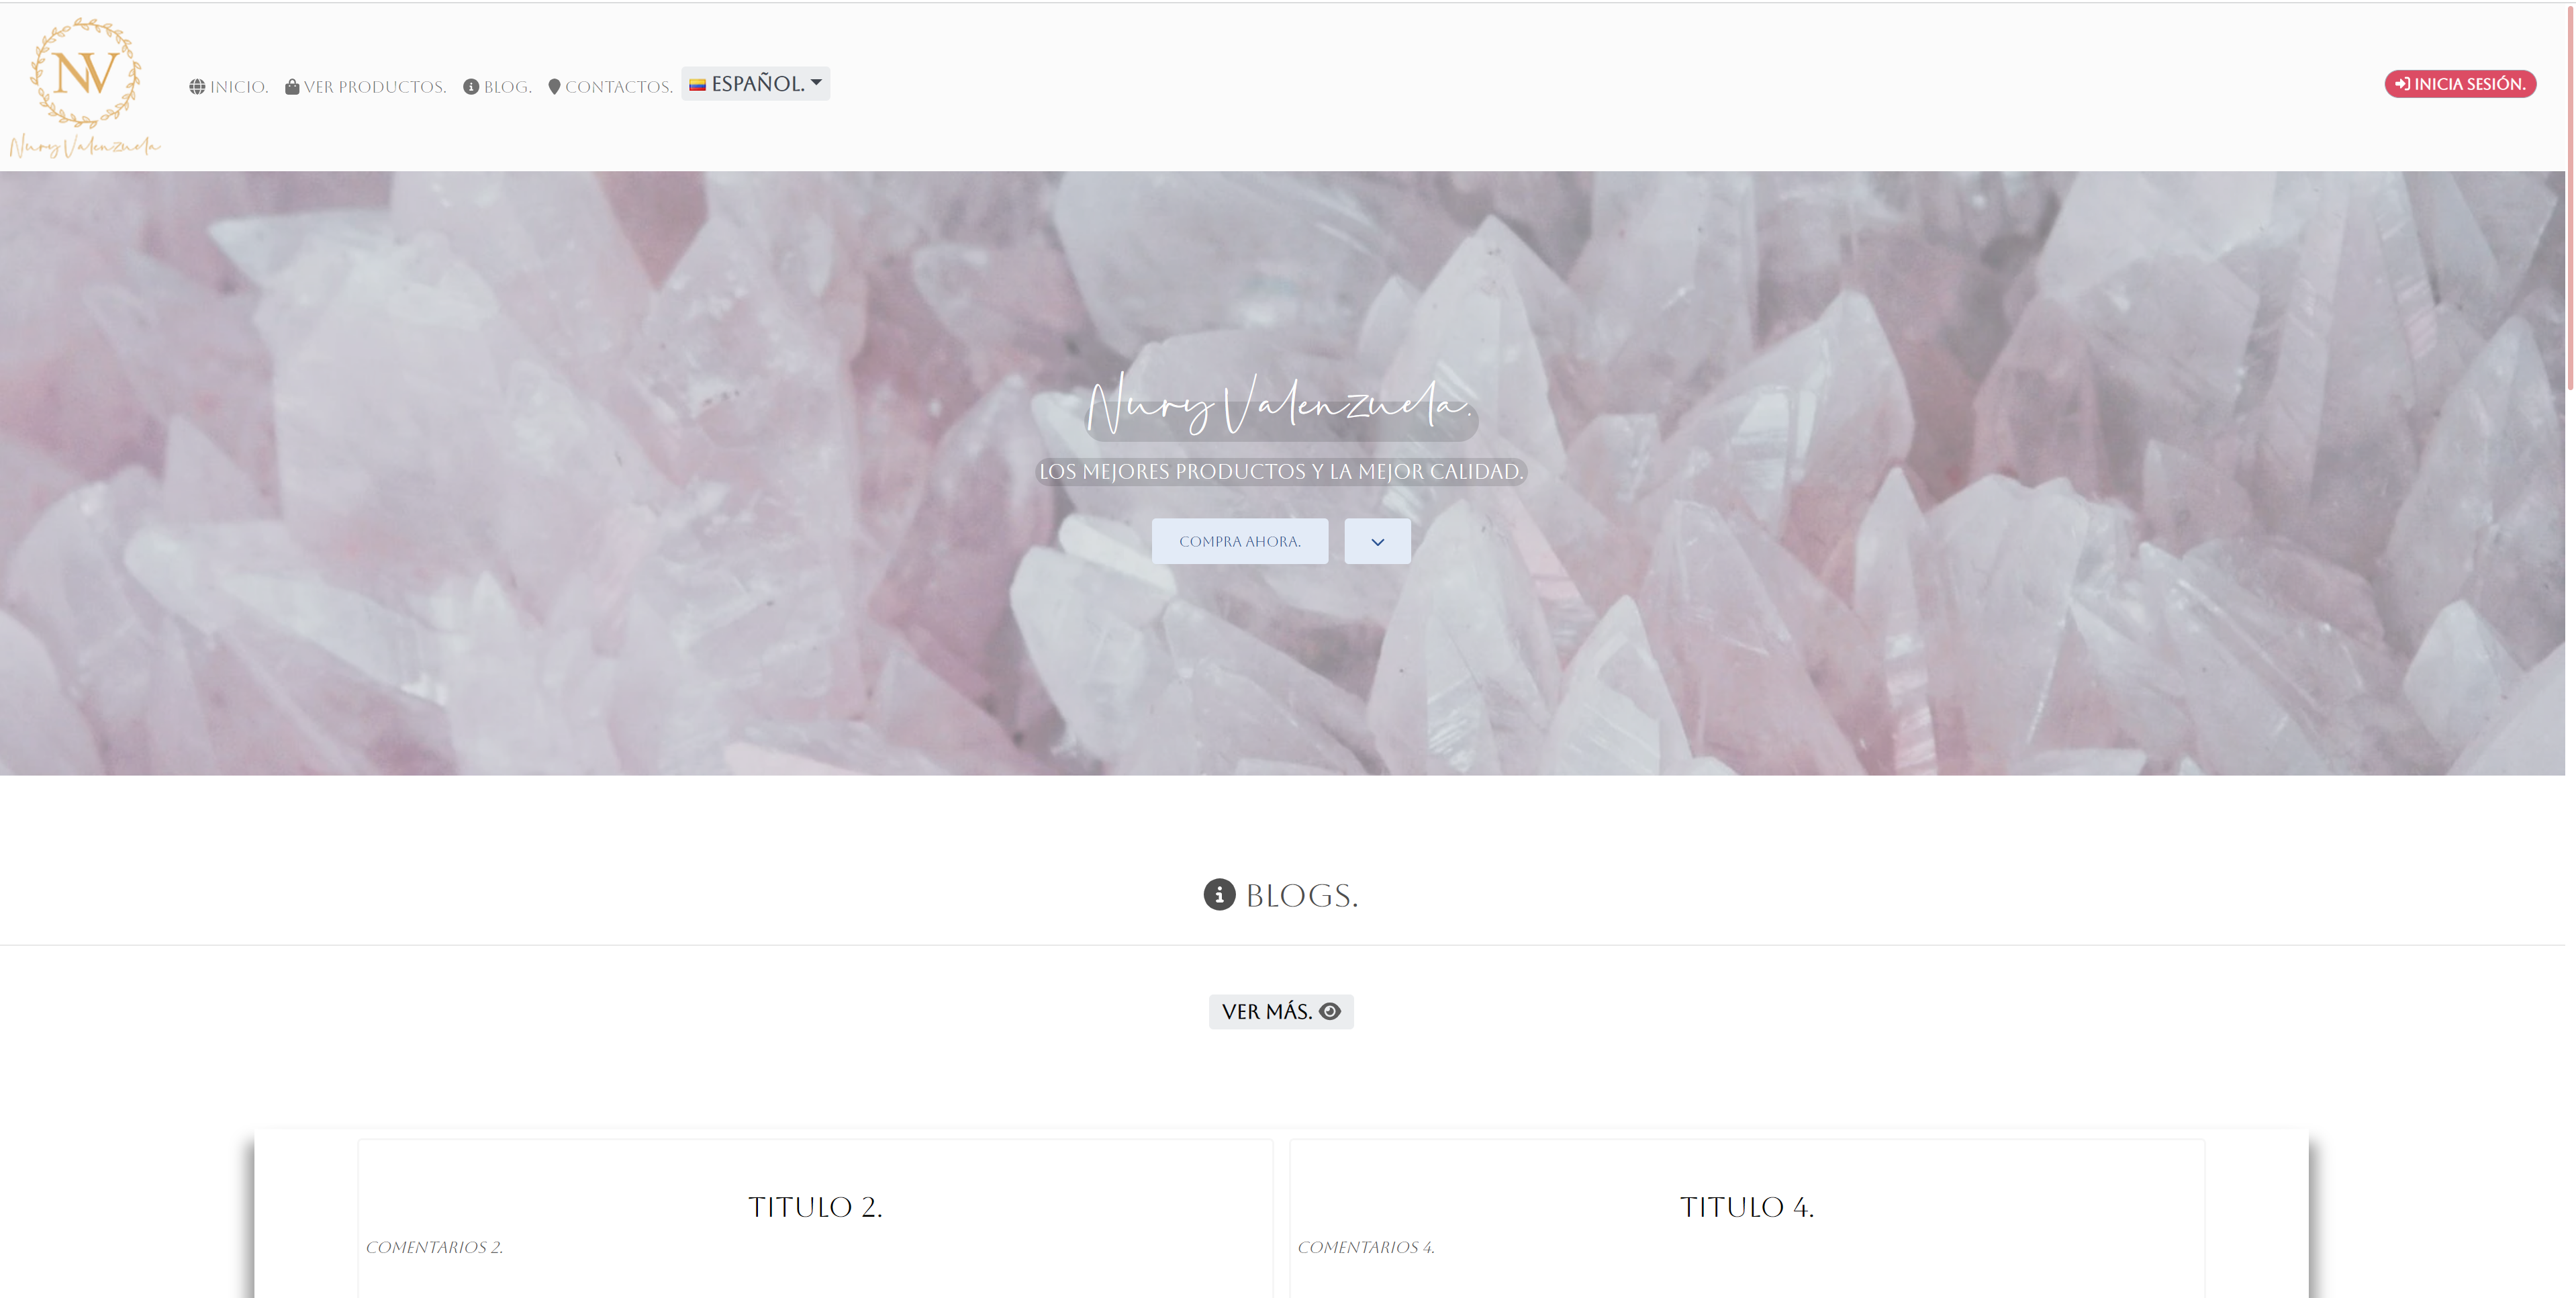 NV
Nury Valenzuela
INICIO. VER PRODUCTOS. BLOG. CONTACTOS. ESPAÑOL. INICIA SESIÓN.
Nury Valenzuela.
LOS MEJORES PRODUCTOS Y LA MEJOR CALIDAD.
COMPRA AHORA.
BLOGS.
VER MÁS.
TITULO 2.
COMENTARIOS 2.
TITULO 4.
COMENTARIOS 4.